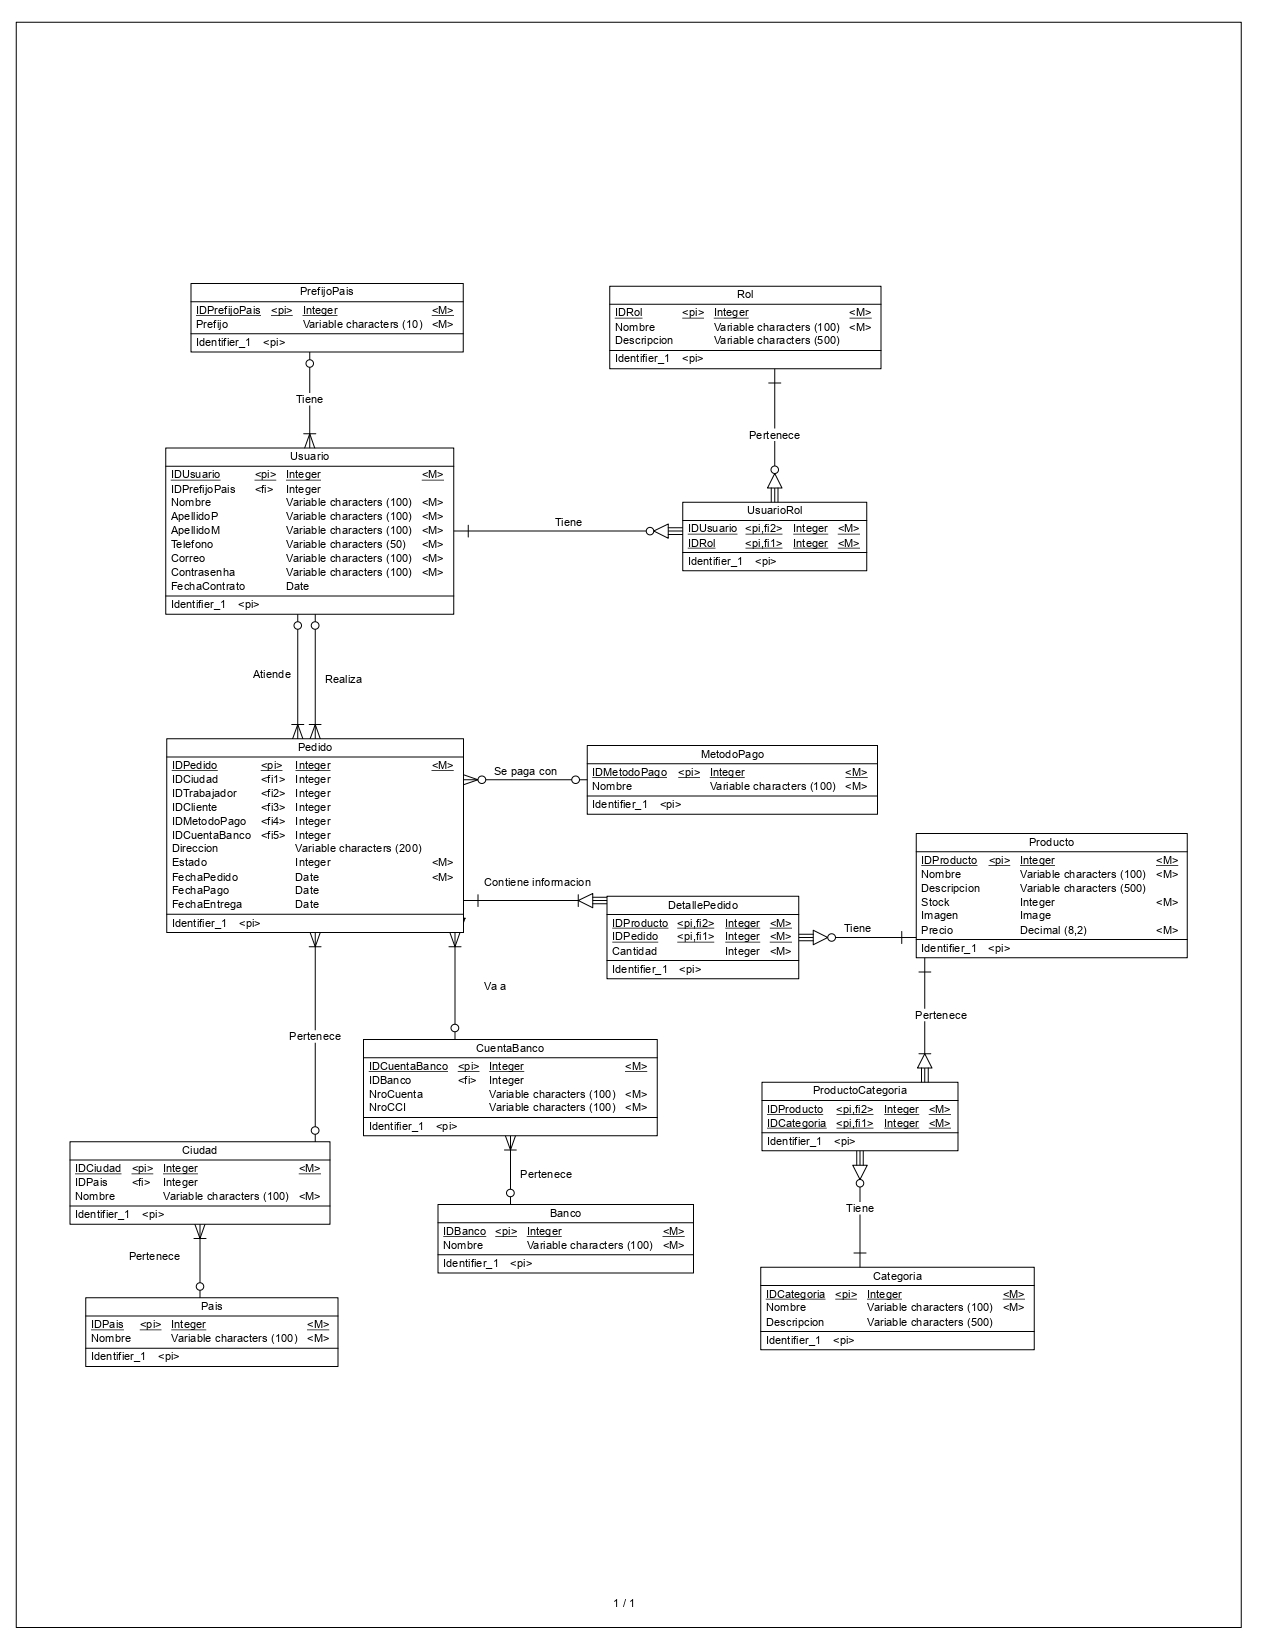 PrefijoPais
IDPrefijoPais <pi> Integer <M>
Prefijo Variable characters (10) <M>
Identifier_1 <pi>
Rol
IDRol <pi> Integer <M>
Nombre Variable characters (100) <M>
Descripcion Variable characters (500)
Identifier_1 <pi>
Tiene
Pertenece
Usuario
IDUsuario <pi> Integer <M>
IDPrefijoPais <fi> Integer
Nombre Variable characters (100) <M>
ApellidoP Variable characters (100) <M>
ApellidoM Variable characters (100) <M>
Telefono Variable characters (50) <M>
Correo Variable characters (100) <M>
Contrasenha Variable characters (100) <M>
FechaContrato Date
Identifier_1 <pi>
Tiene
UsuarioRol
IDUsuario <pi,fi2> Integer <M>
IDRol <pi,fi1> Integer <M>
Identifier_1 <pi>
Atiende
Realiza
Pedido
IDPedido <pi> Integer <M>
IDCiudad <fi1> Integer
IDTrabajador <fi2> Integer
IDCliente <fi3> Integer
IDMetodoPago <fi4> Integer
IDCuentaBanco <fi5> Integer
Direccion Variable characters (200)
Estado Integer <M>
FechaPedido Date <M>
FechaPago Date
FechaEntrega Date
Identifier_1 <pi>
Se paga con
MetodoPago
IDMetodoPago <pi> Integer <M>
Nombre Variable characters (100) <M>
Identifier_1 <pi>
Producto
IDProducto <pi> Integer <M>
Nombre Variable characters (100) <M>
Descripcion Variable characters (500)
Stock Integer <M>
Imagen Image
Precio Decimal (8,2) <M>
Identifier_1 <pi>
Contiene informacion
DetallePedido
IDProducto <pi,fi2> Integer <M>
IDPedido <pi,fi1> Integer <M>
Cantidad Integer <M>
Identifier_1 <pi>
Tiene
Va a
Pertenece
Pertenece
CuentaBanco
IDCuentaBanco <pi> Integer <M>
IDBanco <fi> Integer
NroCuenta Variable characters (100) <M>
NroCCI Variable characters (100) <M>
Identifier_1 <pi>
ProductoCategoria
IDProducto <pi,fi2> Integer <M>
IDCategoria <pi,fi1> Integer <M>
Identifier_1 <pi>
Ciudad
IDCiudad <pi> Integer <M>
IDPais <fi> Integer
Nombre Variable characters (100) <M>
Identifier_1 <pi>
Pertenece
Tiene
Banco
IDBanco <pi> Integer <M>
Nombre Variable characters (100) <M>
Identifier_1 <pi>
Pertenece
Categoria
IDCategoria <pi> Integer <M>
Nombre Variable characters (100) <M>
Descripcion Variable characters (500)
Identifier_1 <pi>
Pais
IDPais <pi> Integer <M>
Nombre Variable characters (100) <M>
Identifier_1 <pi>
1 / 1